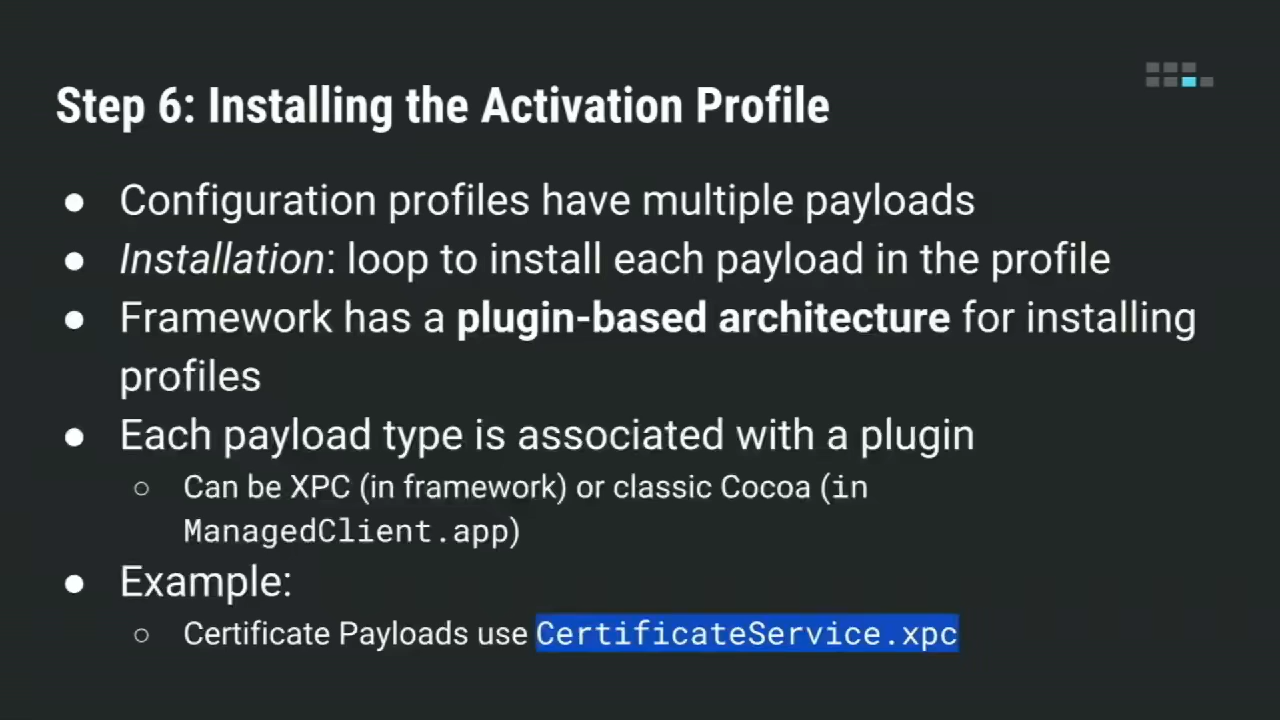 Step 6: Installing the Activation Profile
● Configuration profiles have multiple payloads
● Installation: loop to install each payload in the profile
● Framework has a plugin-based architecture for installing
profiles
● Each payload type is associated with a plugin
○ Can be XPC (in framework) or classic Cocoa (in
ManagedClient.app)
● Example:
○ Certificate Payloads use CertificateService.xpc